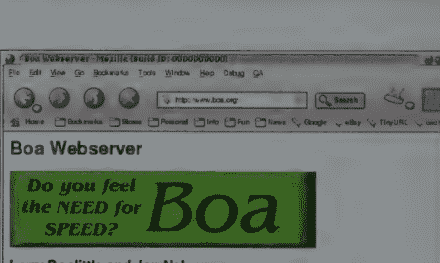 Boa Webserver - Mozilla {Build ID: 0000000000}
File Edit View Go Bookmarks Tools Window Help Debug QA
http://www.boa.org/ Search
Home Bookmarks Personal Info Fun News Google eBay TinyURL
Boa Webserver
Do you feel
the NEED for
SPEED?
Boa